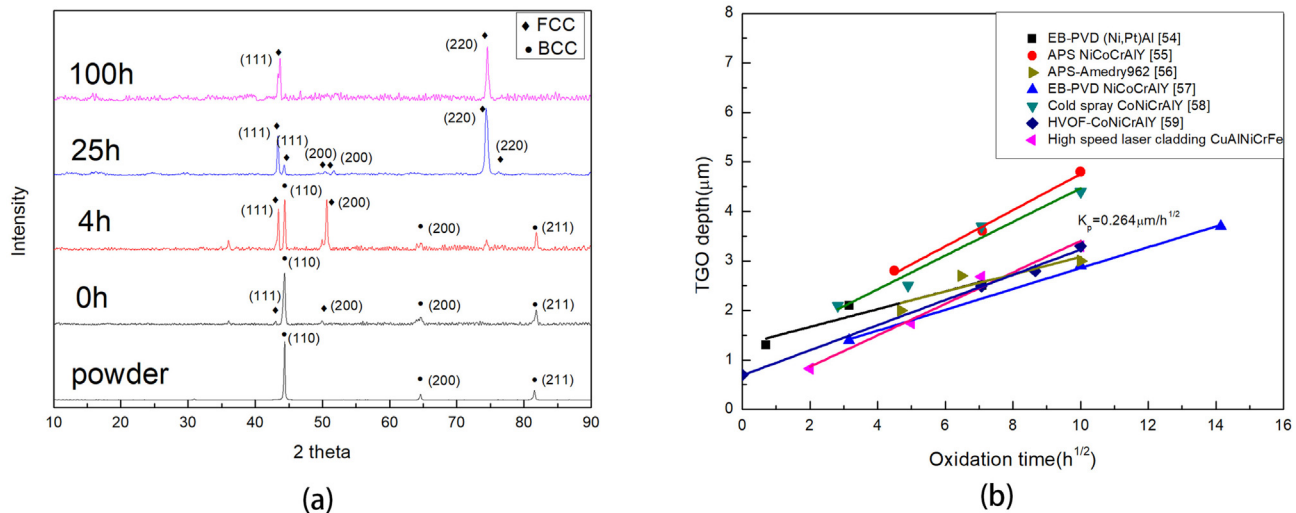 FCC
BCC
100h
(111)
(220)
25h
(111)
(111)
(200)
(200)
(220)
4h
(111)
(110)
(200)
(200)
(211)
0h
(111)
(110)
(200)
(200)
(211)
powder
(110)
(200)
(211)
Intensity
10 20 30 40 50 60 70 80 90
2 theta
(a)
EB-PVD (Ni,Pt)Al [54]
APS NiCoCrAlY [55]
APS-Amedry962 [56]
EB-PVD NiCoCrAlY [57]
Cold spray CoNiCrAlY [58]
HVOF-CoNiCrAlY [59]
High speed laser cladding CuAlNiCrFe
8
7
6
5
4
3
2
1
0
TGO depth(μm)
Kp=0.264μm/h1/2
0 2 4 6 8 10 12 14 16
Oxidation time(h1/2)
(b)